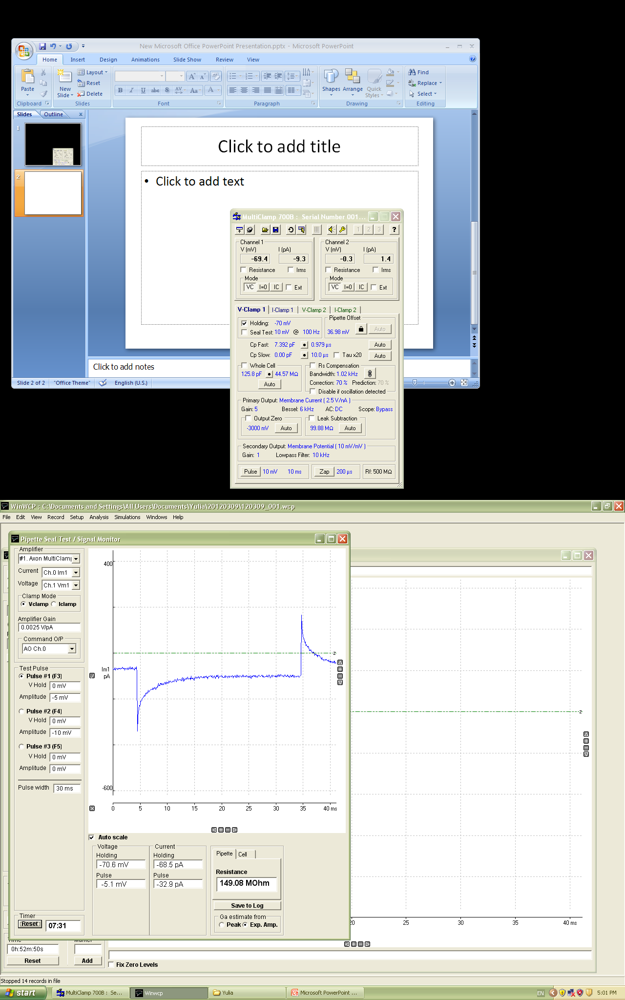 New Microsoft Office PowerPoint Presentation.pptx - Microsoft PowerPoint
Home Insert Design Animations Slide Show Review View
Paste
New Slide
Layout
Reset
Delete
Shapes Arrange Quick Styles
Find
Replace
Select
Clipboard Slides Font Paragraph Drawing Editing
Slides Outline x
1
2
Click to add title
• Click to add text
Click to add notes
Slide 2 of 2 "Office Theme" English (U.S.)
MultiClamp 700B : Serial Number 001...
1 2 3 ?
Channel 1
V (mV) I (pA)
-69.4 -9.3
Resistance Irms
Mode
VC I=0 IC Ext
Channel 2
V (mV) I (pA)
-0.3 1.4
Resistance Irms
Mode
VC I=0 IC Ext
V-Clamp 1 I-Clamp 1 V-Clamp 2 I-Clamp 2
Holding: -70 mV
Seal Test: 10 mV @ 100 Hz
Pipette Offset
36.98 mV Auto
Cp Fast: 7.392 pF 0.979 µs Auto
Cp Slow: 0.00 pF 10.0 µs Tau x20 Auto
Whole Cell
125.8 pF 44.57 MΩ
Auto
Rs Compensation
Bandwidth: 1.02 kHz
Correction: 70 % Prediction: 70 %
Disable if oscillation detected
Primary Output: Membrane Current ( 2.5 V/nA )
Gain: 5 Bessel: 6 kHz AC: DC Scope: Bypass
Output Zero
-3000 mV Auto
Leak Subtraction
99.88 MΩ Auto
Secondary Output: Membrane Potential ( 10 mV/mV )
Gain: 1 Lowpass Filter: 10 kHz
Pulse 10 mV 10 ms
Zap 200 µs
Rf: 500 MΩ
WinWCP : C:\Documents and Settings\All Users\Documents\Yulia\20120309\120309_001.wcp
File Edit View Record Setup Analysis Simulations Windows Help
Pipette Seal Test / Signal Monitor
Amplifier
#1. Axon MultiClamp
Current Ch.0 Im1
Voltage Ch.1 Vm1
Clamp Mode
Vclamp Iclamp
Amplifier Gain
0.0025 V/pA
Command O/P
AO Ch.0
Test Pulse
Pulse #1 (F3)
V Hold 0 mV
Amplitude -5 mV
Pulse #2 (F4)
V Hold 0 mV
Amplitude -10 mV
Pulse #3 (F5)
V Hold 0 mV
Amplitude 0 mV
Pulse width 30 ms
Timer
Reset 07:31
400
Im1
pA
-600
z
0 5 10 15 20 25 30 35 40 ms
Auto scale
Voltage
Holding
-70.6 mV
Pulse
-5.1 mV
Current
Holding
-68.5 pA
Pulse
-32.9 pA
Pipette Cell
Resistance
149.08 MOhm
Save to Log
Ga estimate from
Peak Exp. Amp.
z
20 25 30 35 40 ms
Time
0h:52m:50s
Reset
Marker
Add
Fix Zero Levels
Stopped 14 records in file
start MultiClamp 700B : Se... Winwcp Yulia Microsoft PowerPoint ... EN 5:01 PM